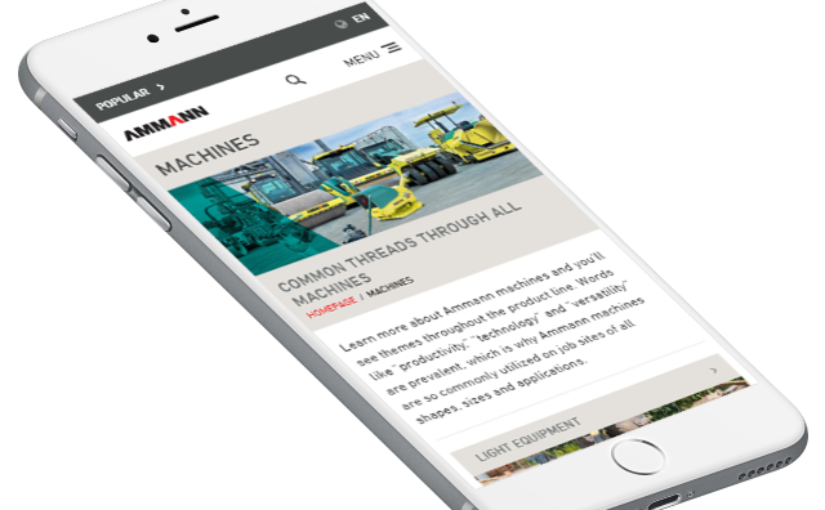 EN
POPULAR
MENU
AMMANN
MACHINES
COMMON THREADS THROUGH ALL
MACHINES
HOMEPAGE / MACHINES
Learn more about Ammann machines and you'll
see themes throughout the product line. Words
like "productivity," "technology" and "versatility"
are prevalent, which is why Ammann machines
are so commonly utilized on job sites of all
shapes, sizes and applications.
LIGHT EQUIPMENT